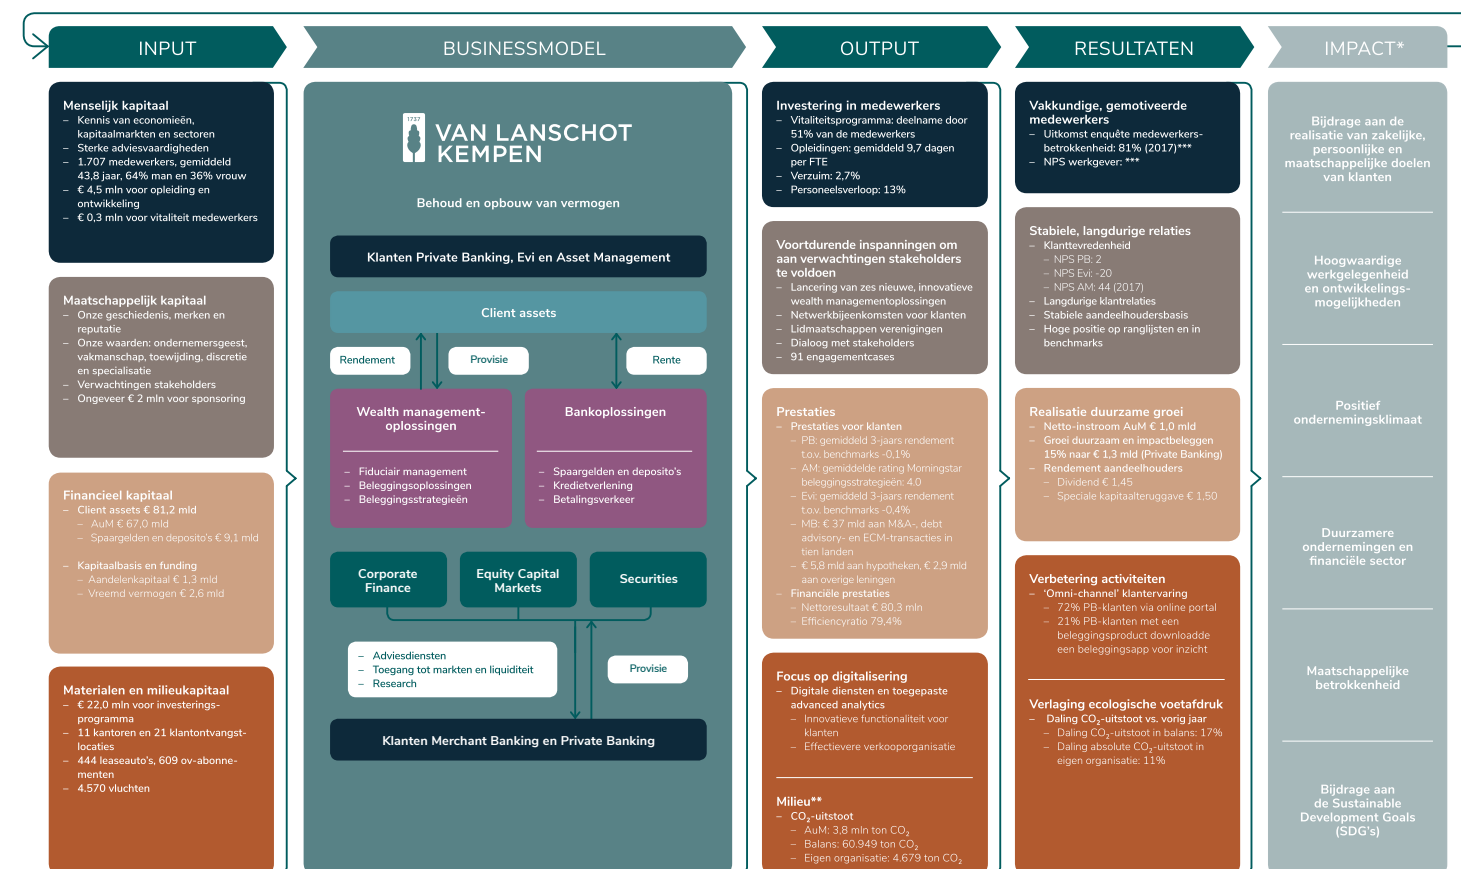 INPUT
BUSINESSMODEL
OUTPUT
RESULTATEN
IMPACT*
Menselijk kapitaal
– Kennis van economieën,
kapitaalmarkten en sectoren
– Sterke adviesvaardigheden
– 1.707 medewerkers, gemiddeld
43,8 jaar, 64% man en 36% vrouw
– € 4,5 mln voor opleiding en
ontwikkeling
– € 0,3 mln voor vitaliteit medewerkers
Maatschappelijk kapitaal
– Onze geschiedenis, merken en
reputatie
– Onze waarden: ondernemersgeest,
vakmanschap, toewijding, discretie
en specialisatie
– Verwachtingen stakeholders
– Ongeveer € 2 mln voor sponsoring
Financieel kapitaal
– Client assets € 81,2 mld
– AuM € 67,0 mld
– Spaargelden en deposito's € 9,1 mld
– Kapitaalbasis en funding
– Aandelenkapitaal € 1,3 mld
– Vreemd vermogen € 2,6 mld
Materialen en milieukapitaal
– € 22,0 mln voor investerings-
programma
– 11 kantoren en 21 klantontvangst-
locaties
– 444 leaseauto's, 609 ov-abonne-
menten
– 4.570 vluchten
1737
VAN LANSCHOT
KEMPEN
Behoud en opbouw van vermogen
Klanten Private Banking, Evi en Asset Management
Client assets
Rendement
Provisie
Rente
Wealth management-
oplossingen
– Fiduciair management
– Beleggingsoplossingen
– Beleggingsstrategieën
Bankoplossingen
– Spaargelden en deposito's
– Kredietverlening
– Betalingsverkeer
Corporate
Finance
Equity Capital
Markets
Securities
– Adviesdiensten
– Toegang tot markten en liquiditeit
– Research
Provisie
Klanten Merchant Banking en Private Banking
Investering in medewerkers
– Vitaliteitsprogramma: deelname door
51% van de medewerkers
– Opleidingen: gemiddeld 9,7 dagen
per FTE
– Verzuim: 2,7%
– Personeelsverloop: 13%
Voortdurende inspanningen om
aan verwachtingen stakeholders
te voldoen
– Lancering van zes nieuwe, innovatieve
wealth managementoplossingen
– Netwerkbijeenkomsten voor klanten
– Lidmaatschappen verenigingen
– Dialoog met stakeholders
– 91 engagementcases
Prestaties
– Prestaties voor klanten
– PB: gemiddeld 3-jaars rendement
t.o.v. benchmarks -0,1%
– AM: gemiddelde rating Morningstar
beleggingsstrategieën: 4.0
– Evi: gemiddeld 3-jaars rendement
t.o.v. benchmarks -0,4%
– MB: € 37 mld aan M&A-, debt
advisory- en ECM-transacties in
tien landen
– € 5,8 mld aan hypotheken, € 2,9 mld
aan overige leningen
– Financiële prestaties
– Nettoresultaat € 80,3 mln
– Efficiencyratio 79,4%
Focus op digitalisering
– Digitale diensten en toegepaste
advanced analytics
– Innovatieve functionaliteit voor
klanten
– Effectievere verkooporganisatie
Milieu**
– CO₂-uitstoot
– AuM: 3,8 mln ton CO₂
– Balans: 60.949 ton CO₂
– Eigen organisatie: 4.679 ton CO₂
Vakkundige, gemotiveerde
medewerkers
– Uitkomst enquête medewerkers-
betrokkenheid: 81% (2017)***
– NPS werkgever: ***
Stabiele, langdurige relaties
– Klanttevredenheid
– NPS PB: 2
– NPS Evi: -20
– NPS AM: 44 (2017)
– Langdurige klantrelaties
– Stabiele aandeelhoudersbasis
– Hoge positie op ranglijsten en in
benchmarks
Realisatie duurzame groei
– Netto-instroom AuM € 1,0 mld
– Groei duurzaam en impactbeleggen
15% naar € 1,3 mld (Private Banking)
– Rendement aandeelhouders
– Dividend € 1,45
– Speciale kapitaalteruggave € 1,50
Verbetering activiteiten
– 'Omni-channel' klantervaring
– 72% PB-klanten via online portal
– 21% PB-klanten met een
beleggingsproduct downloadde
een beleggingsapp voor inzicht
Verlaging ecologische voetafdruk
– Daling CO₂-uitstoot vs. vorig jaar
– Daling CO₂-uitstoot in balans: 17%
– Daling absolute CO₂-uitstoot in
eigen organisatie: 11%
Bijdrage aan de
realisatie van zakelijke,
persoonlijke en
maatschappelijke doelen
van klanten
Hoogwaardige
werkgelegenheid
en ontwikkelings-
mogelijkheden
Positief
ondernemingsklimaat
Duurzamere
ondernemingen en
financiële sector
Maatschappelijke
betrokkenheid
Bijdrage aan
de Sustainable
Development Goals
(SDG's)